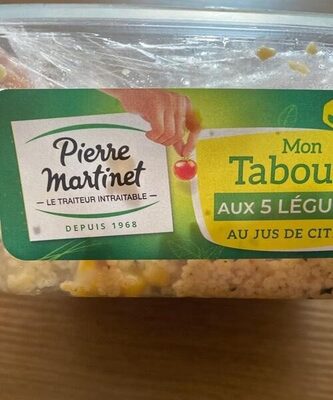 Pierre
Martinet
— LE TRAITEUR INTRAITABLE —
DEPUIS 1968
Mon
Tabou
AUX 5 LÉGU
AU JUS DE CIT